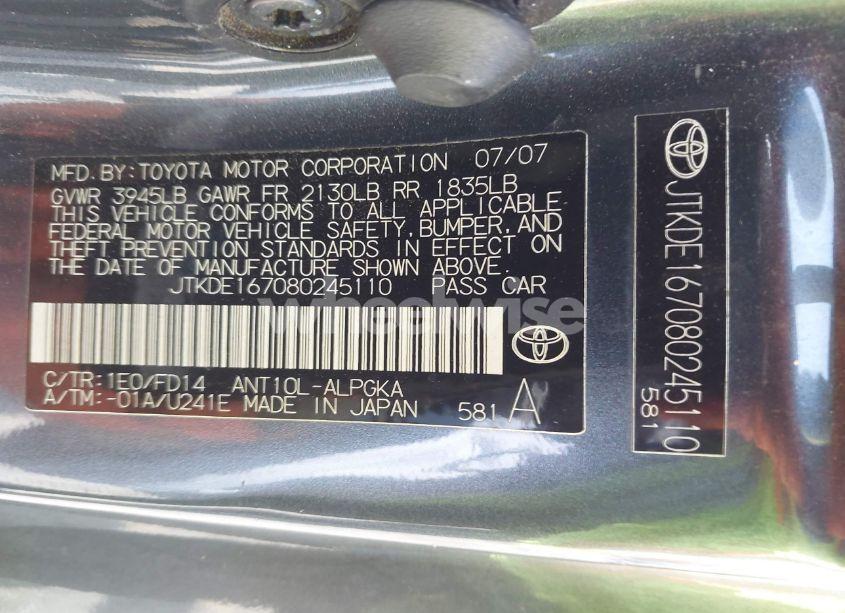 MFD. BY: TOYOTA MOTOR CORPORATION 07/07
GVWR 3945LB GAWR FR 2130LB RR 1835LB
THIS VEHICLE CONFORMS TO ALL APPLICABLE
FEDERAL MOTOR VEHICLE SAFETY, BUMPER, AND
THEFT PREVENTION STANDARDS IN EFFECT ON
THE DATE OF MANUFACTURE SHOWN ABOVE.
JTKDE167080245110 PASS CAR
wheelwise
C/TR: 1E0/FD14 ANT10L-ALPGKA
A/TM: -01A/U241E MADE IN JAPAN 581 A
JTKDE167080245110
581